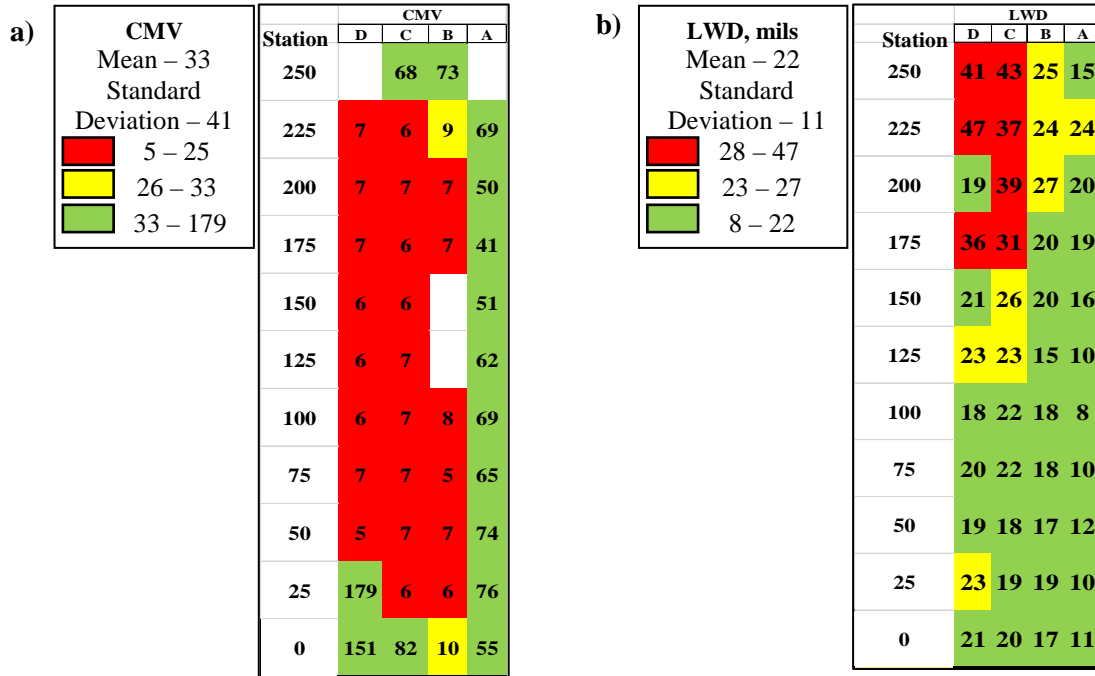 a)
CMV
Mean – 33
Standard
Deviation – 41
5 – 25
26 – 33
33 – 179
CMV
Station D C B A
250 68 73
225 7 6 9 69
200 7 7 7 50
175 7 6 7 41
150 6 6 51
125 6 7 62
100 6 7 8 69
75 7 7 5 65
50 5 7 7 74
25 179 6 6 76
0 151 82 10 55
b)
LWD, mils
Mean – 22
Standard
Deviation – 11
28 – 47
23 – 27
8 – 22
LWD
Station D C B A
250 41 43 25 15
225 47 37 24 24
200 19 39 27 20
175 36 31 20 19
150 21 26 20 16
125 23 23 15 10
100 18 22 18 8
75 20 22 18 10
50 19 18 17 12
25 23 19 19 10
0 21 20 17 11